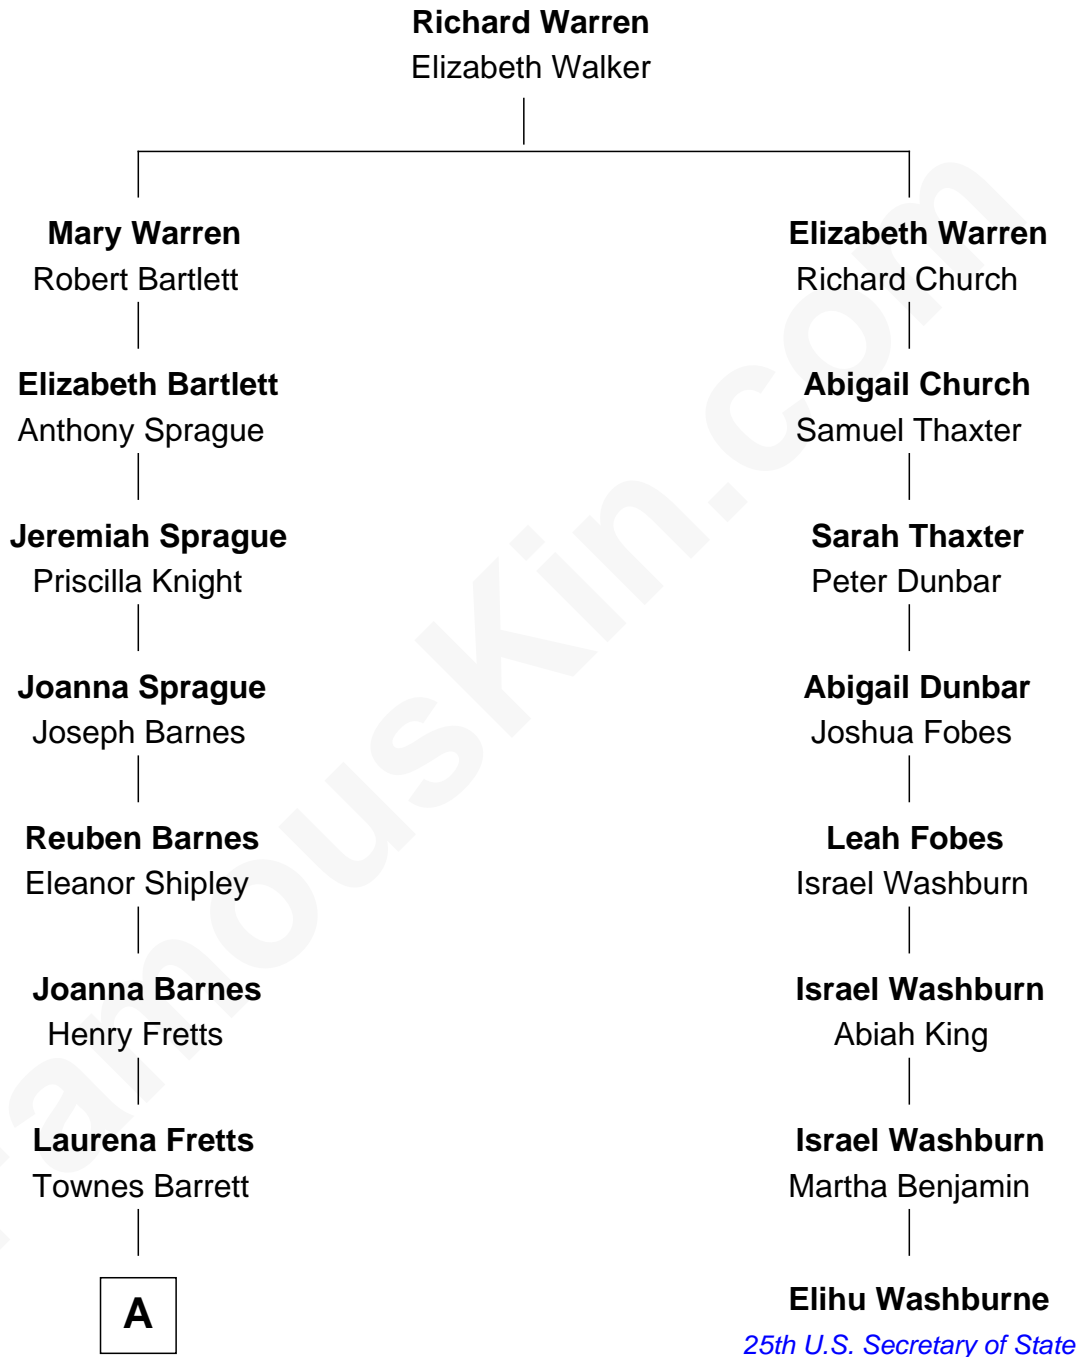 Richard Warren
Elizabeth Walker
Mary Warren
Robert Bartlett
Elizabeth Warren
Richard Church
Elizabeth Bartlett
Anthony Sprague
Abigail Church
Samuel Thaxter
Jeremiah Sprague
Priscilla Knight
Sarah Thaxter
Peter Dunbar
Joanna Sprague
Joseph Barnes
Abigail Dunbar
Joshua Fobes
Reuben Barnes
Eleanor Shipley
Leah Fobes
Israel Washburn
Joanna Barnes
Henry Fretts
Israel Washburn
Abiah King
Laurena Fretts
Townes Barrett
Israel Washburn
Martha Benjamin
A
Elihu Washburne
25th U.S. Secretary of State
FamousKin.com